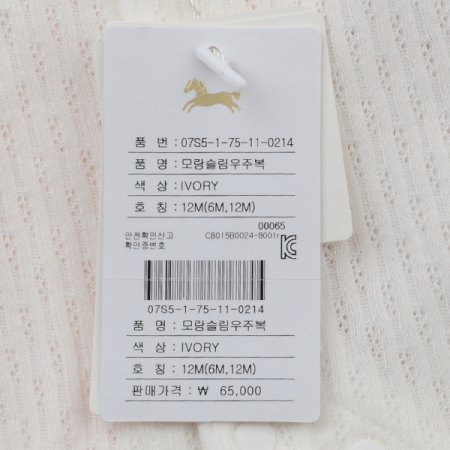 품 번 : 07S5-1-75-11-0214
품 명 : 모랑슬림우주복
색 상 : IVORY
호 칭 : 12M(6M,12M)
00065
안전확인신고 CB015B0024-8001
확인증번호
07S5-1-75-11-0214
품 명 : 모랑슬림우주복
색 상 : IVORY
호 칭 : 12M(6M,12M)
판매가격 : ₩ 65,000